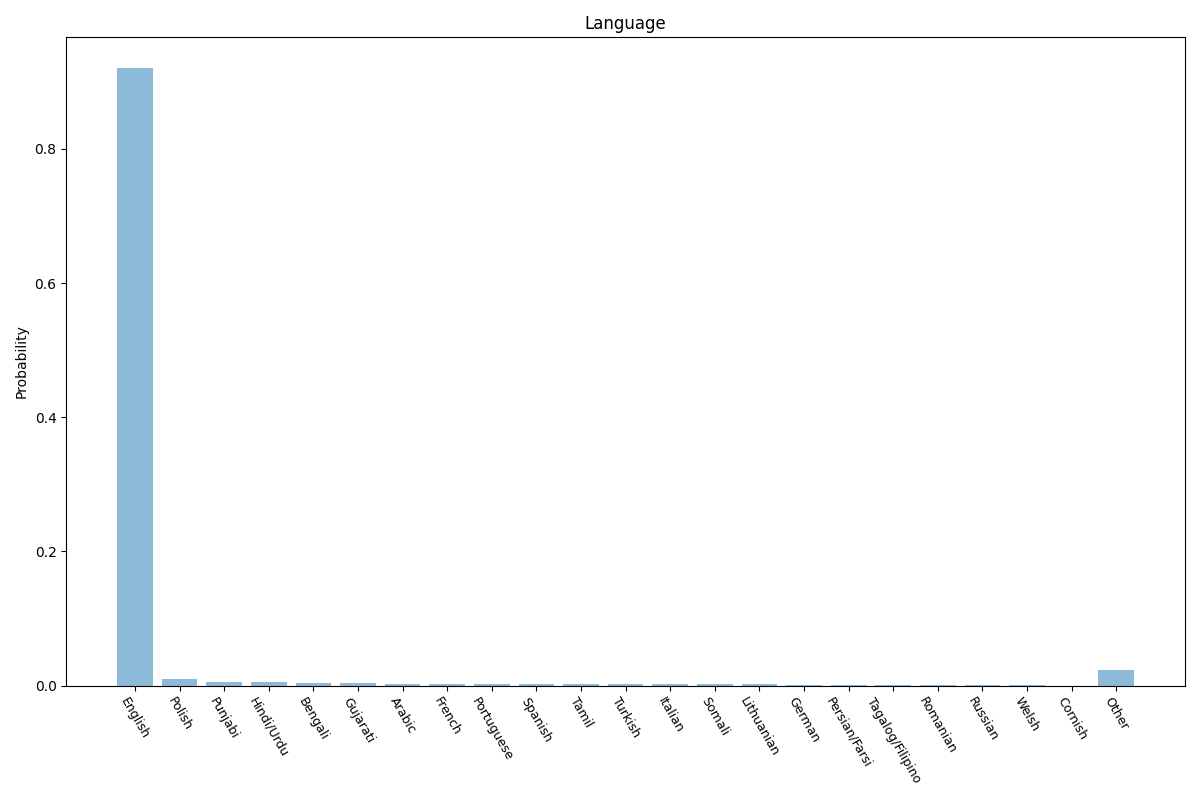 Language
Probability
0.8
0.6
0.4
0.2
0.0
English
Polish
Punjabi
Hindi/Urdu
Bengali
Gujarati
Arabic
French
Portuguese
Spanish
Tamil
Turkish
Italian
Somali
Lithuanian
German
Persian/Farsi
Tagalog/Filipino
Romanian
Russian
Welsh
Cornish
Other